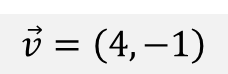 v⃗ = (4, −1)